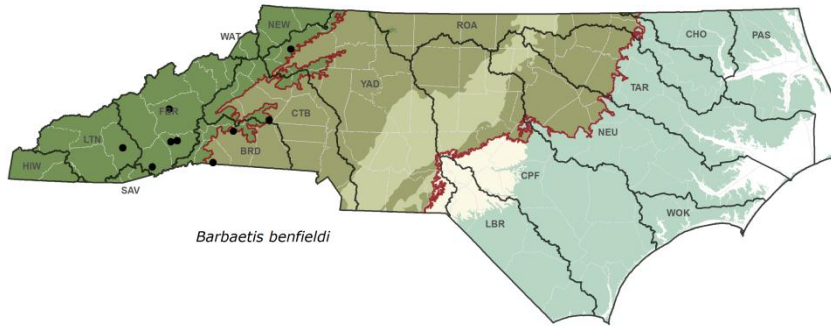 NEW
WAT
ROA
CHO
PAS
FBR
YAD
TAR
CTB
LTN
NEU
BRD
HIW
SAV
CPF
WOK
LBR
Barbaetis benfieldi